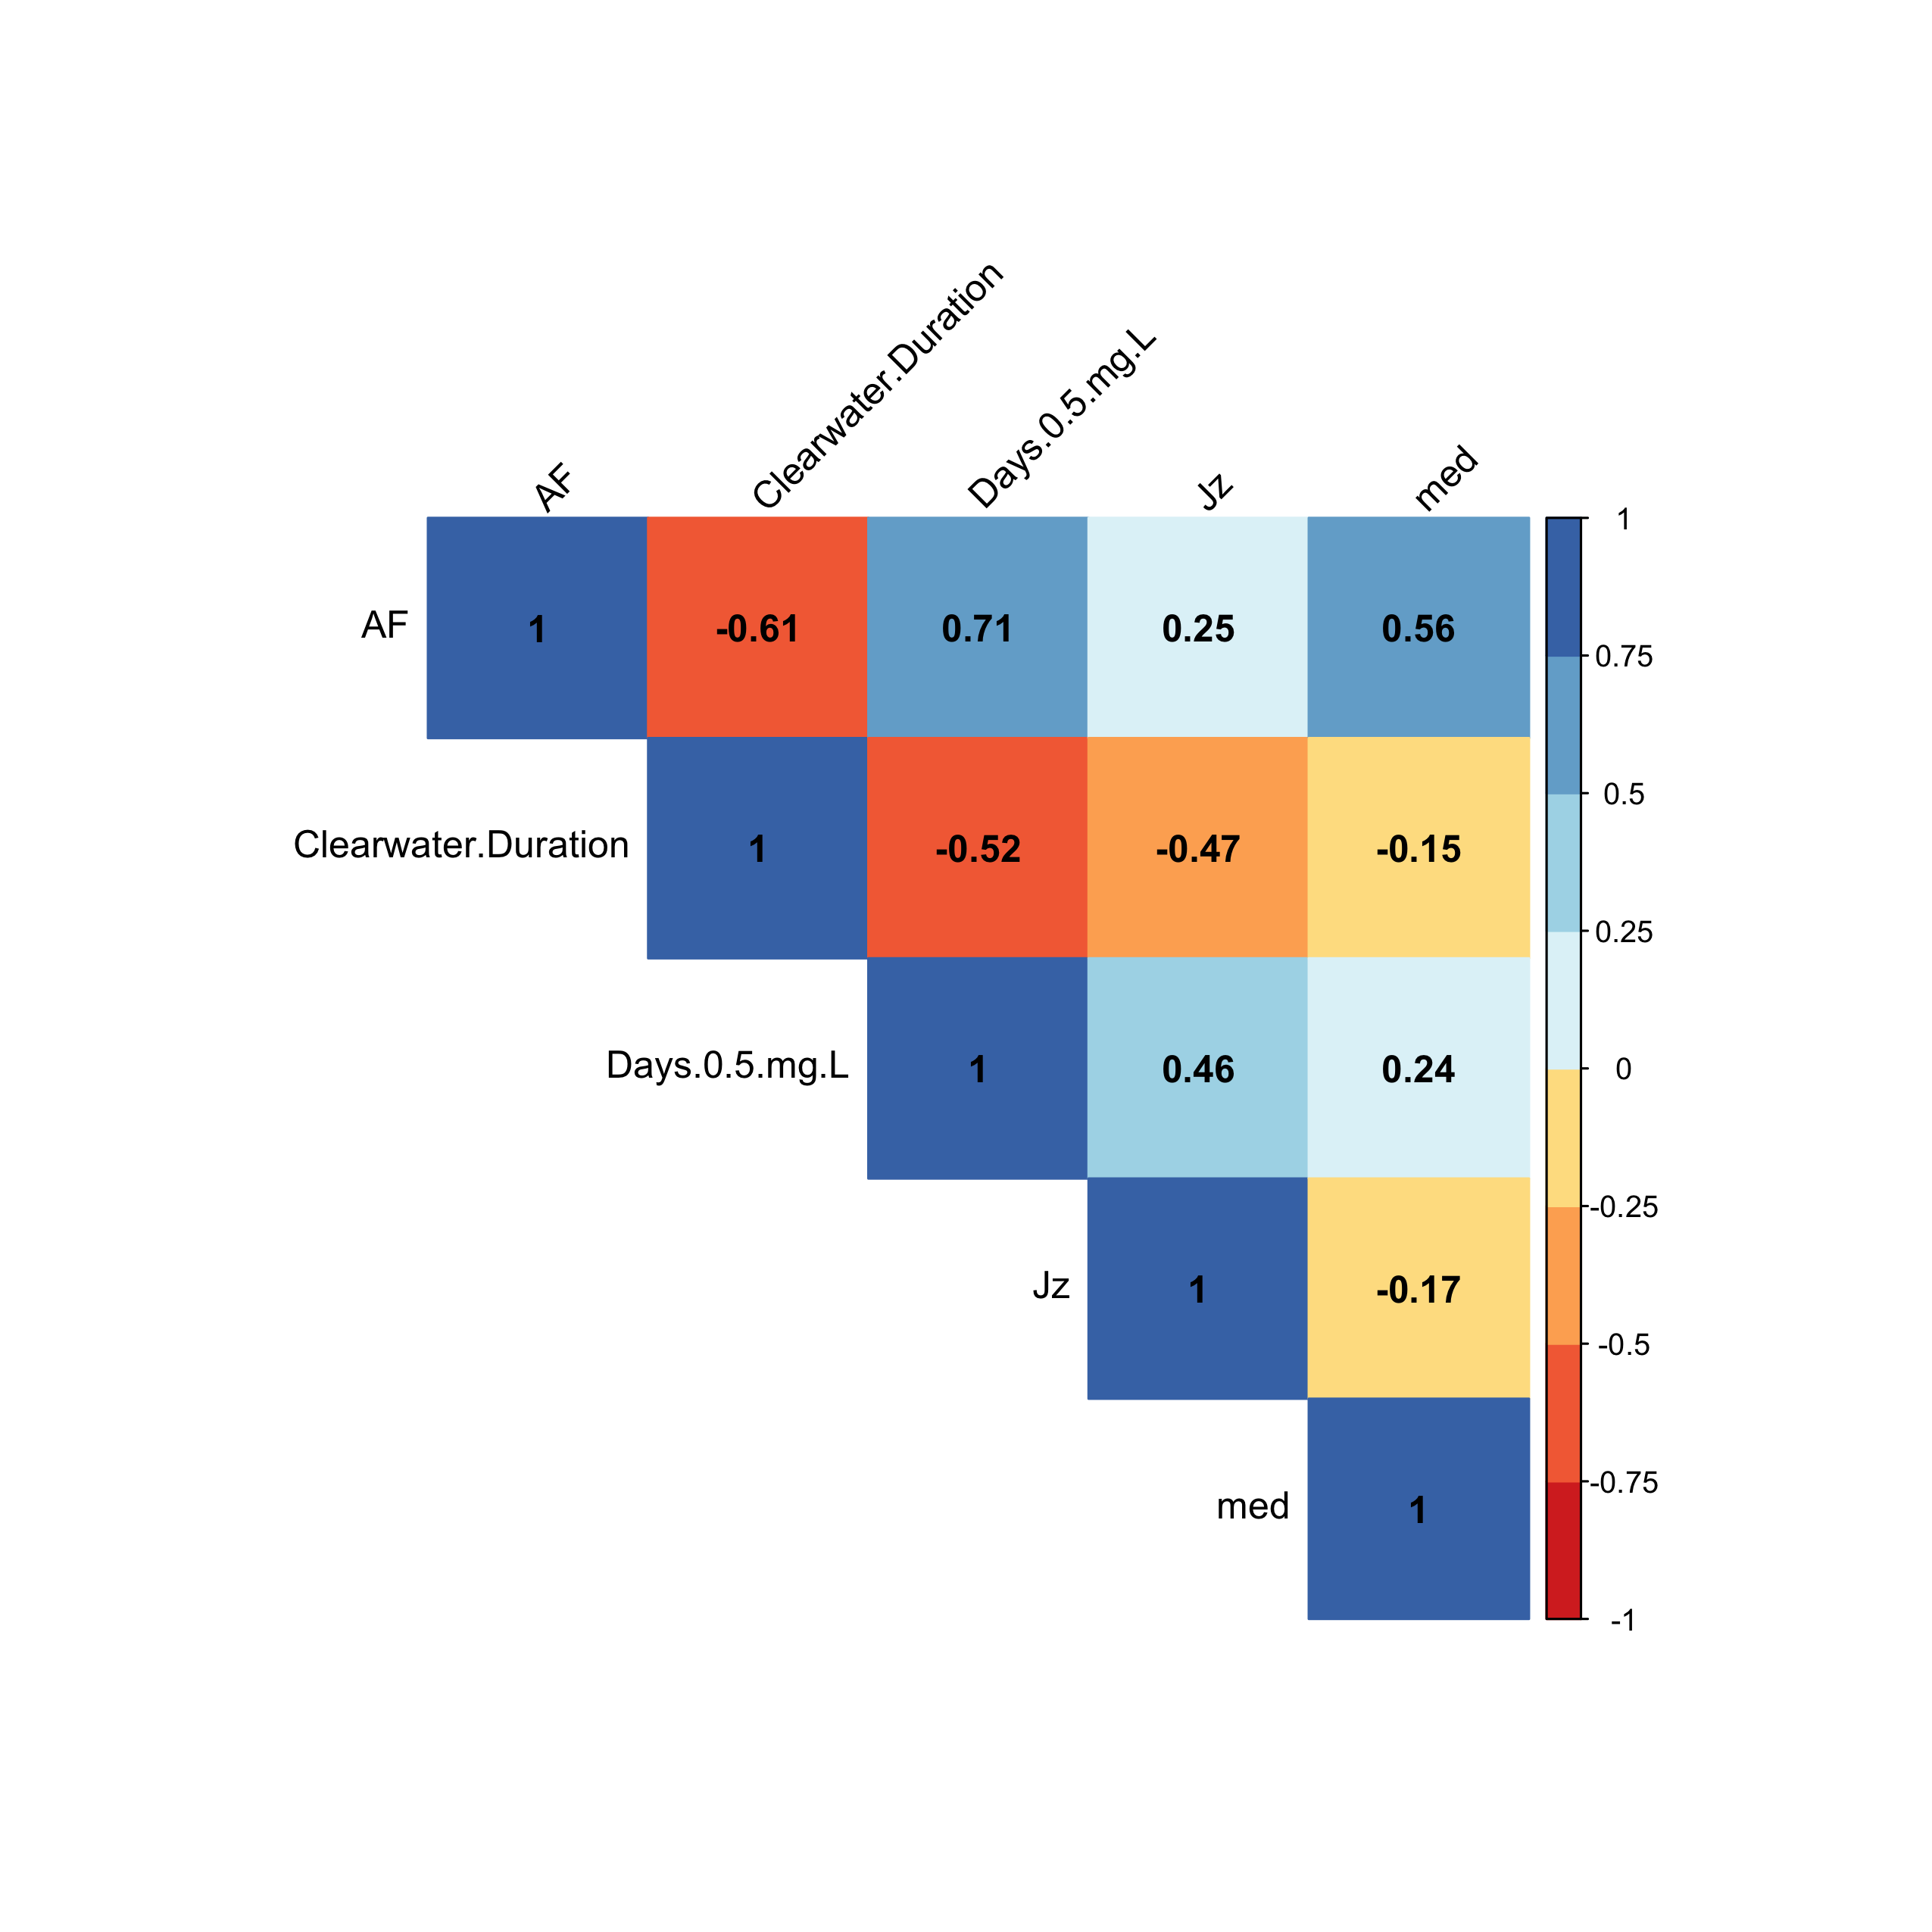 AF Clearwater.Duration Days.0.5.mg.L Jz med
1
AF 1 -0.61 0.71 0.25 0.56
0.75
0.5
Clearwater.Duration 1 -0.52 -0.47 -0.15
0.25
Days.0.5.mg.L 1 0.46 0.24
0
-0.25
Jz 1 -0.17
-0.5
-0.75
med 1
-1